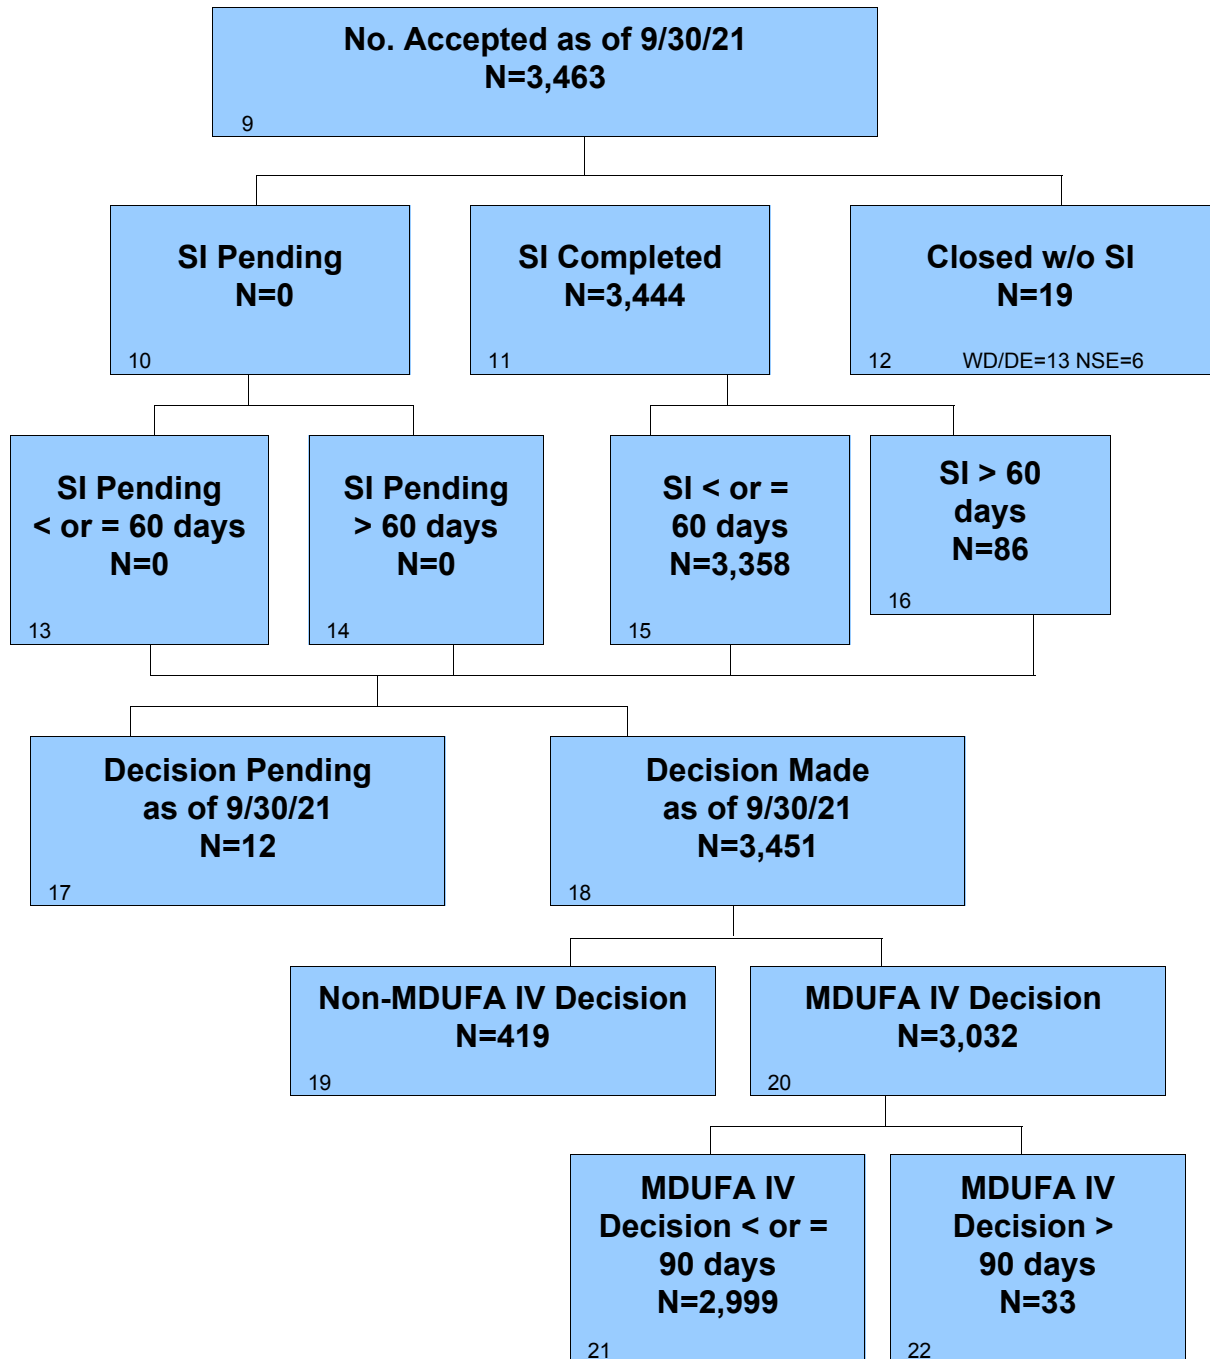 No. Accepted as of 9/30/21
N=3,463
9
SI Pending
N=0
10
SI Completed
N=3,444
11
Closed w/o SI
N=19
12 WD/DE=13 NSE=6
SI Pending
< or = 60 days
N=0
13
SI Pending
> 60 days
N=0
14
SI < or =
60 days
N=3,358
15
SI > 60
days
N=86
16
Decision Pending
as of 9/30/21
N=12
17
Decision Made
as of 9/30/21
N=3,451
18
Non-MDUFA IV Decision
N=419
19
MDUFA IV Decision
N=3,032
20
MDUFA IV
Decision < or =
90 days
N=2,999
21
MDUFA IV
Decision >
90 days
N=33
22